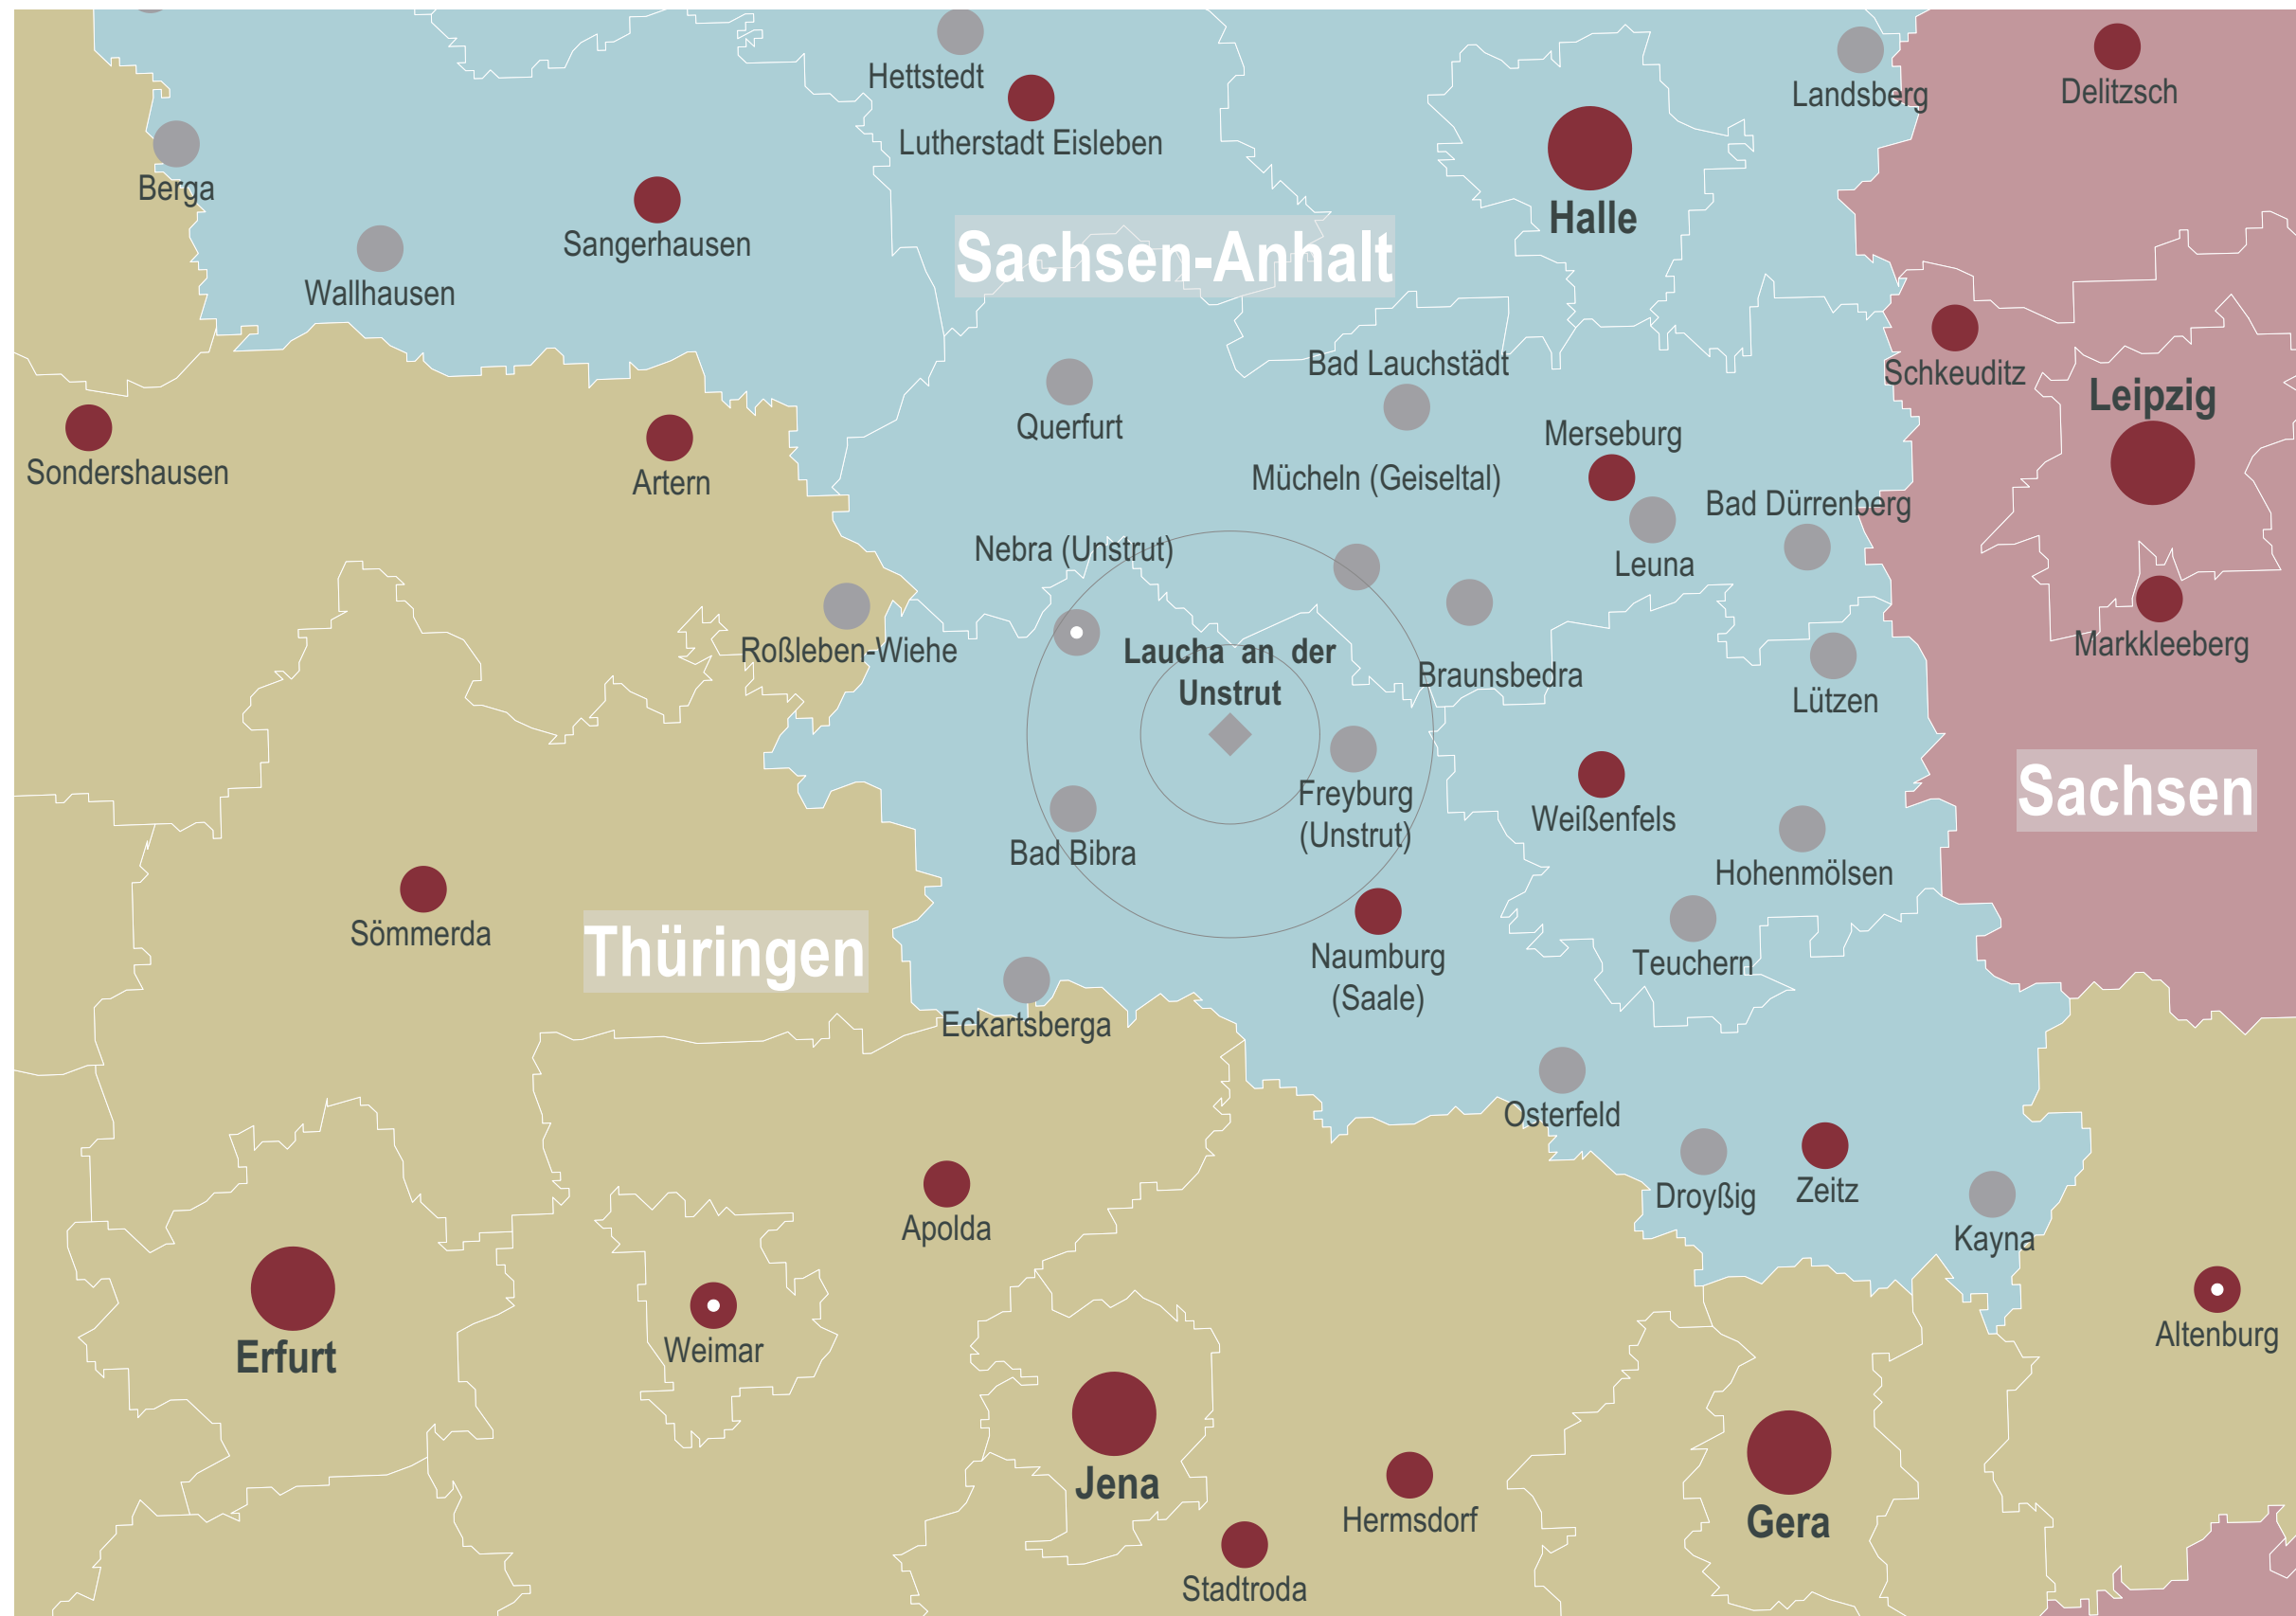 Hettstedt
Landsberg
Delitzsch
Lutherstadt Eisleben
Berga
Halle
Sangerhausen
Sachsen-Anhalt
Wallhausen
Bad Lauchstädt
Schkeuditz
Leipzig
Querfurt
Merseburg
Sondershausen
Artern
Mücheln (Geiseltal)
Bad Dürrenberg
Nebra (Unstrut)
Leuna
Roßleben-Wiehe
Laucha an der
Unstrut
Markkleeberg
Braunsbedra
Lützen
Sachsen
Freyburg
(Unstrut)
Weißenfels
Bad Bibra
Hohenmölsen
Sömmerda
Thüringen
Naumburg
(Saale)
Teuchern
Eckartsberga
Osterfeld
Droyßig
Zeitz
Apolda
Kayna
Erfurt
Weimar
Altenburg
Jena
Hermsdorf
Gera
Stadtroda